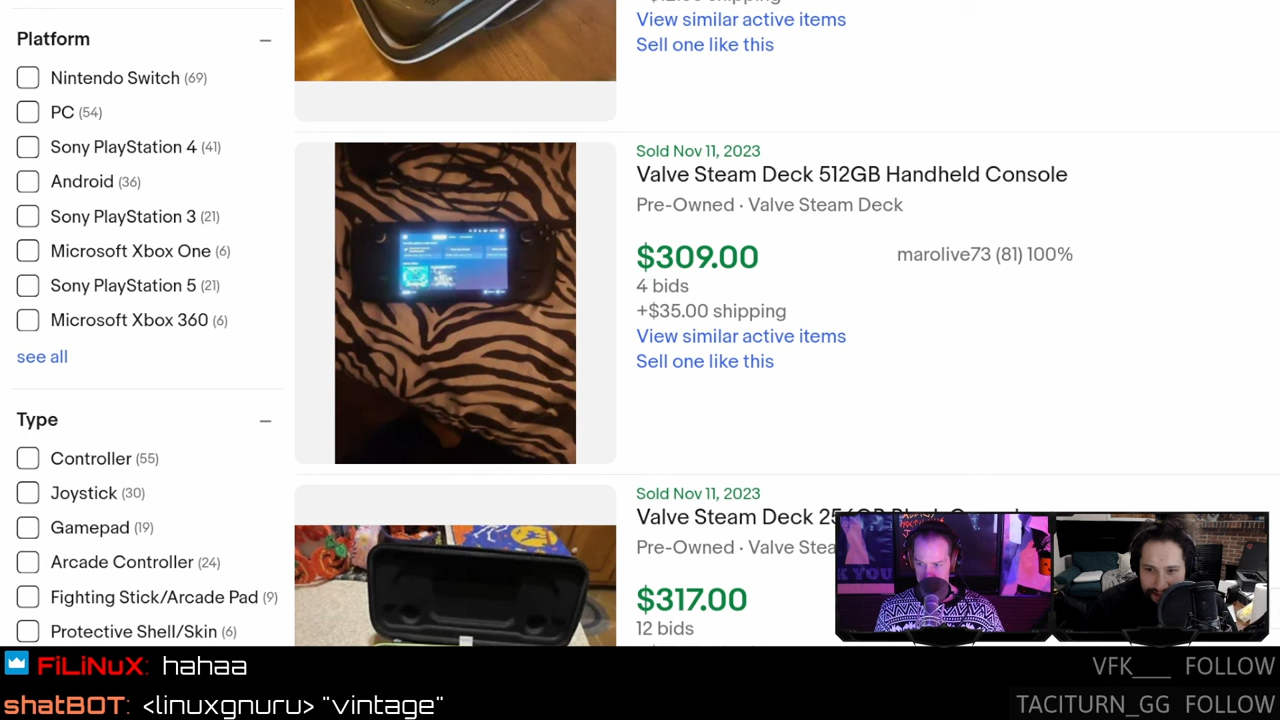 Platform
Nintendo Switch (69)
PC (54)
Sony PlayStation 4 (41)
Android (36)
Sony PlayStation 3 (21)
Microsoft Xbox One (6)
Sony PlayStation 5 (21)
Microsoft Xbox 360 (6)
see all
Type
Controller (55)
Joystick (30)
Gamepad (19)
Arcade Controller (24)
Fighting Stick/Arcade Pad (9)
Protective Shell/Skin (6)
shipping
View similar active items
Sell one like this
Sold Nov 11, 2023
Valve Steam Deck 512GB Handheld Console
Pre-Owned · Valve Steam Deck
$309.00
marolive73 (81) 100%
4 bids
+$35.00 shipping
View similar active items
Sell one like this
Sold Nov 11, 2023
Valve Steam Deck
Pre-Owned · Valve
$317.00
12 bids
FiLiNuX: hahaa
shatBOT: <linuxgnuru> "vintage"
VFK____ FOLLOW
TACITURN_GG FOLLOW